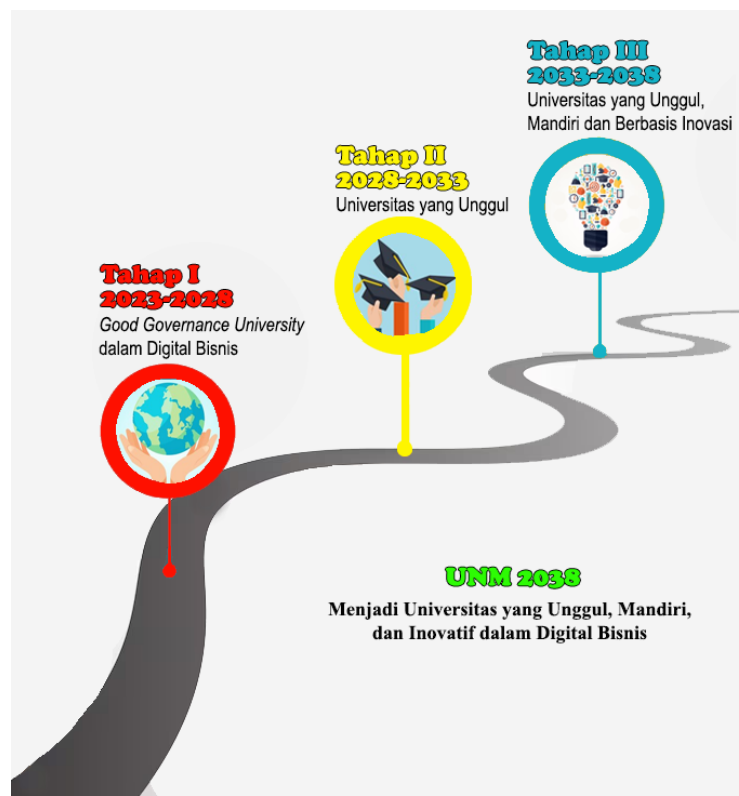 Tahap III
2033-2038
Universitas yang Unggul,
Mandiri dan Berbasis Inovasi
Tahap II
2028-2033
Universitas yang Unggul
Tahap I
2023-2028
Good Governance University
dalam Digital Bisnis
UNM 2038
Menjadi Universitas yang Unggul, Mandiri,
dan Inovatif dalam Digital Bisnis